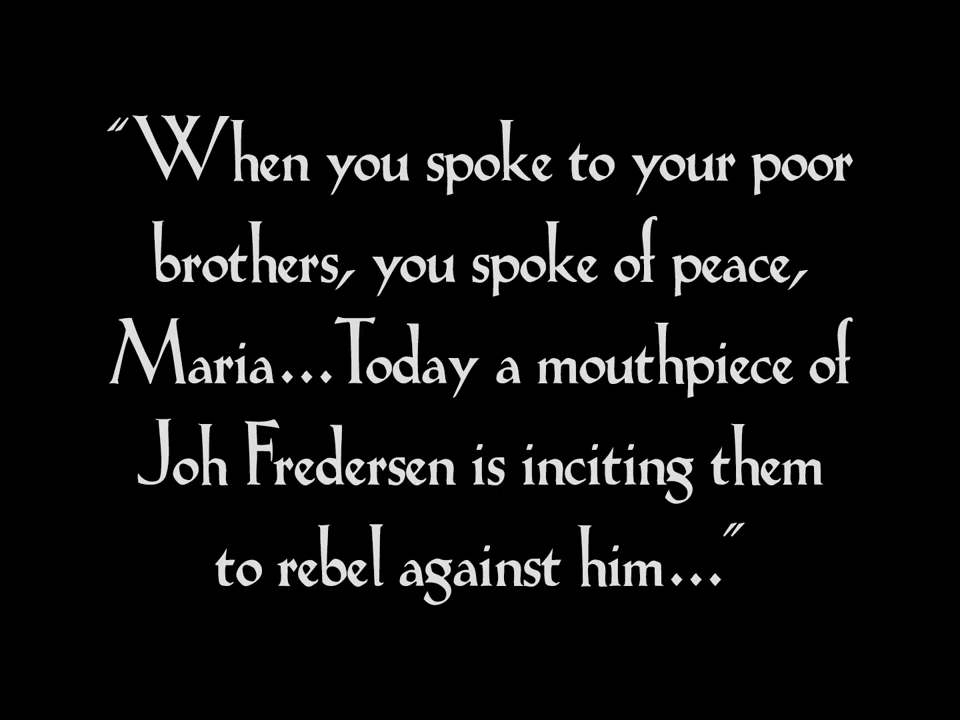 "When you spoke to your poor
brothers, you spoke of peace,
Maria...Today a mouthpiece of
Joh Fredersen is inciting them
to rebel against him..."